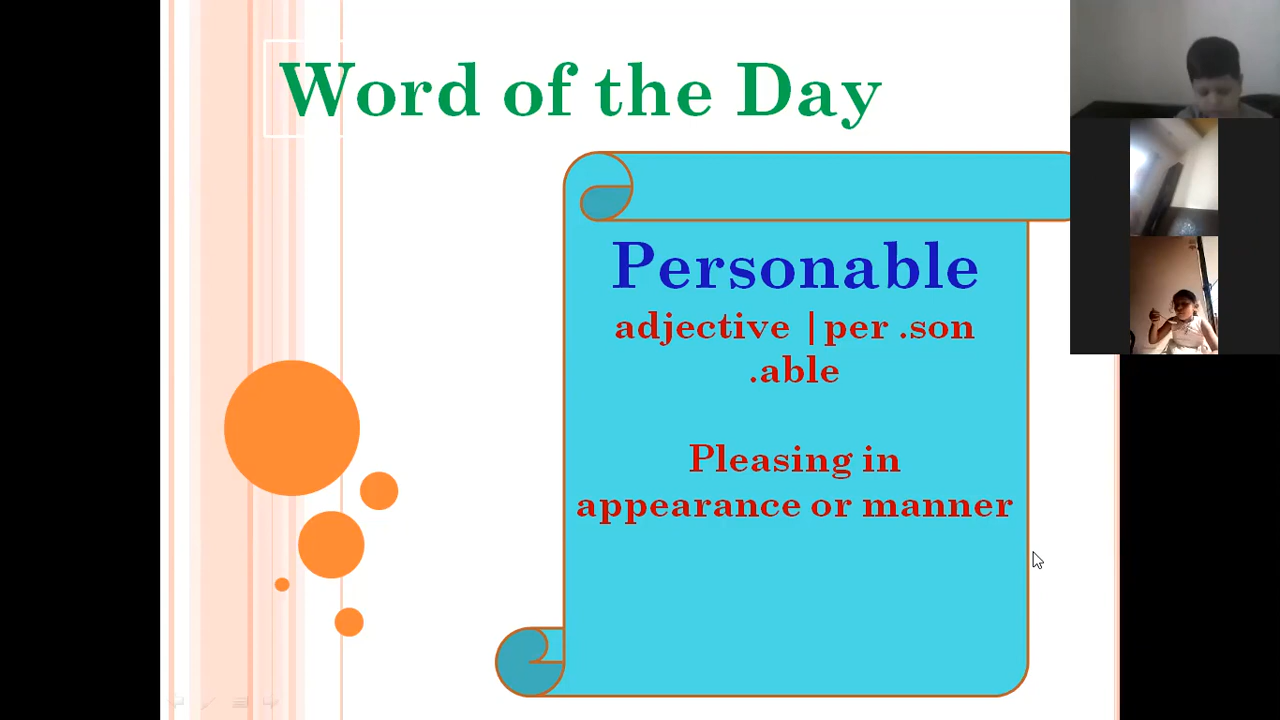 Word of the Day
Personable
adjective |per .son
.able
Pleasing in
appearance or manner